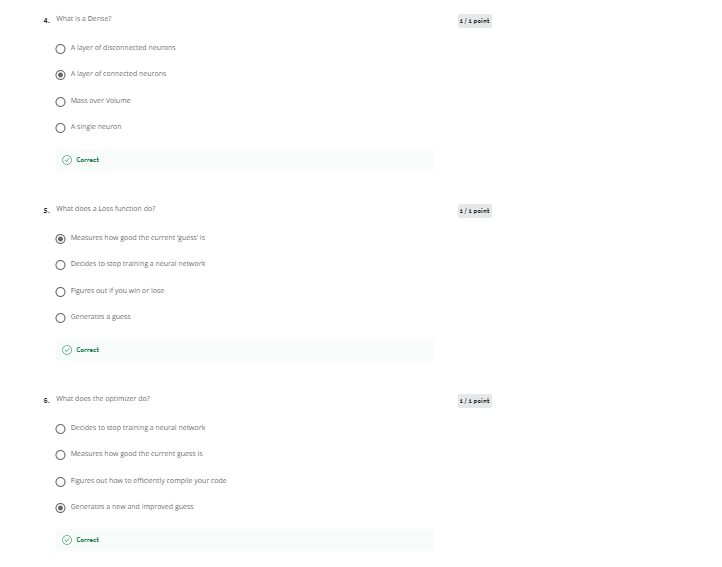 4. What is a Dense? 1 / 1 point
A layer of disconnected neurons
A layer of connected neurons
Mass over Volume
A single neuron
Correct
5. What does a Loss function do? 1 / 1 point
Measures how good the current 'guess' is
Decides to stop training a neural network
Figures out if you win or lose
Generates a guess
Correct
6. What does the optimizer do? 1 / 1 point
Decides to stop training a neural network
Measures how good the current guess is
Figures out how to efficiently compile your code
Generates a new and improved guess
Correct